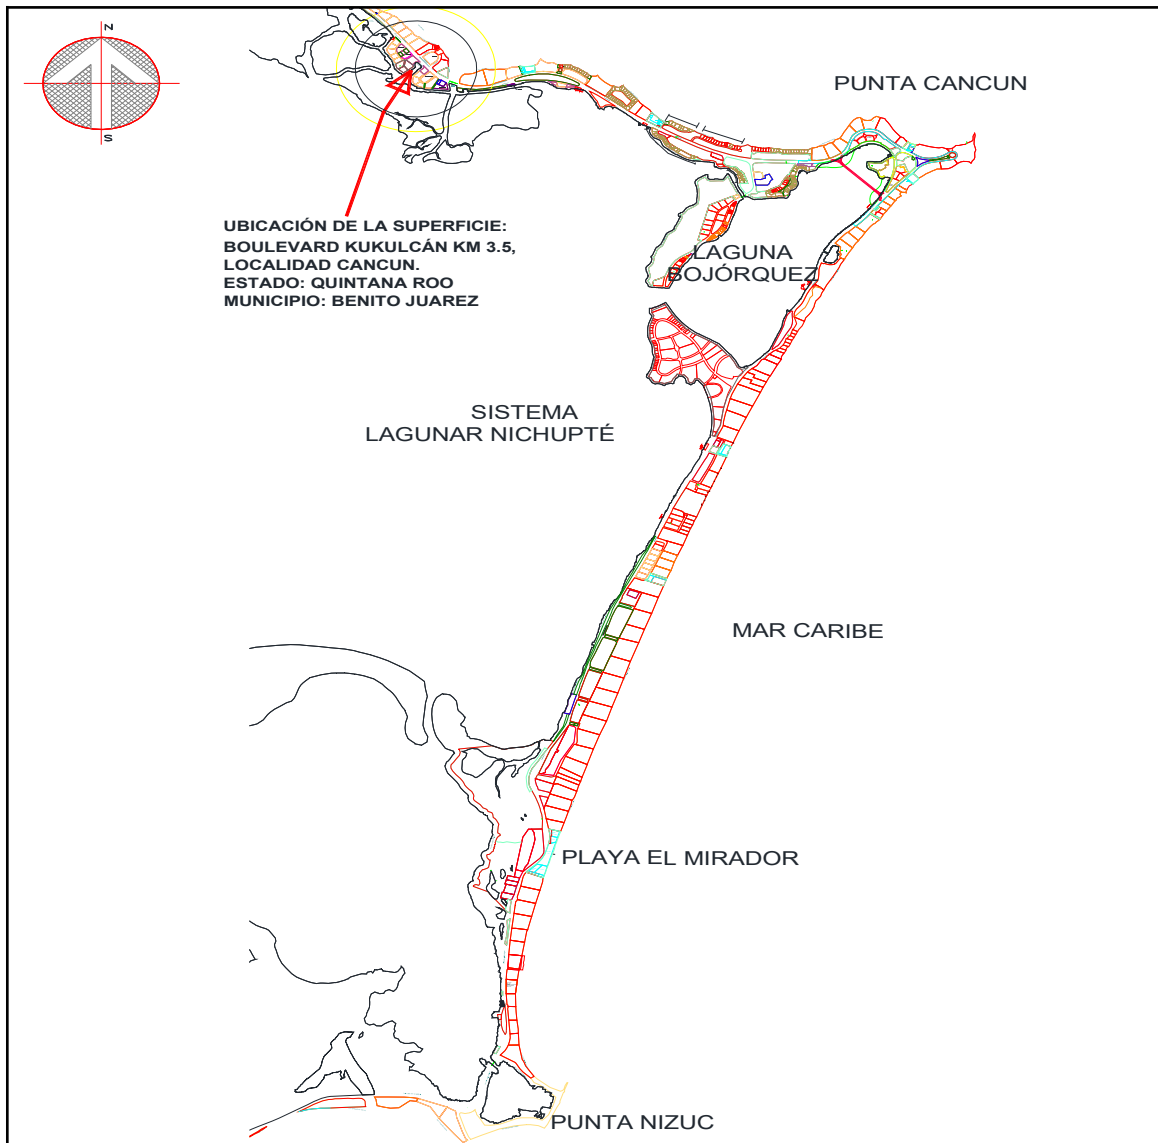 N
S
PUNTA CANCUN
UBICACIÓN DE LA SUPERFICIE:
BOULEVARD KUKULCÁN KM 3.5,
LOCALIDAD CANCUN.
ESTADO: QUINTANA ROO
MUNICIPIO: BENITO JUAREZ
LAGUNA
BOJÓRQUEZ
SISTEMA
LAGUNAR NICHUPTÉ
MAR CARIBE
PLAYA EL MIRADOR
PUNTA NIZUC